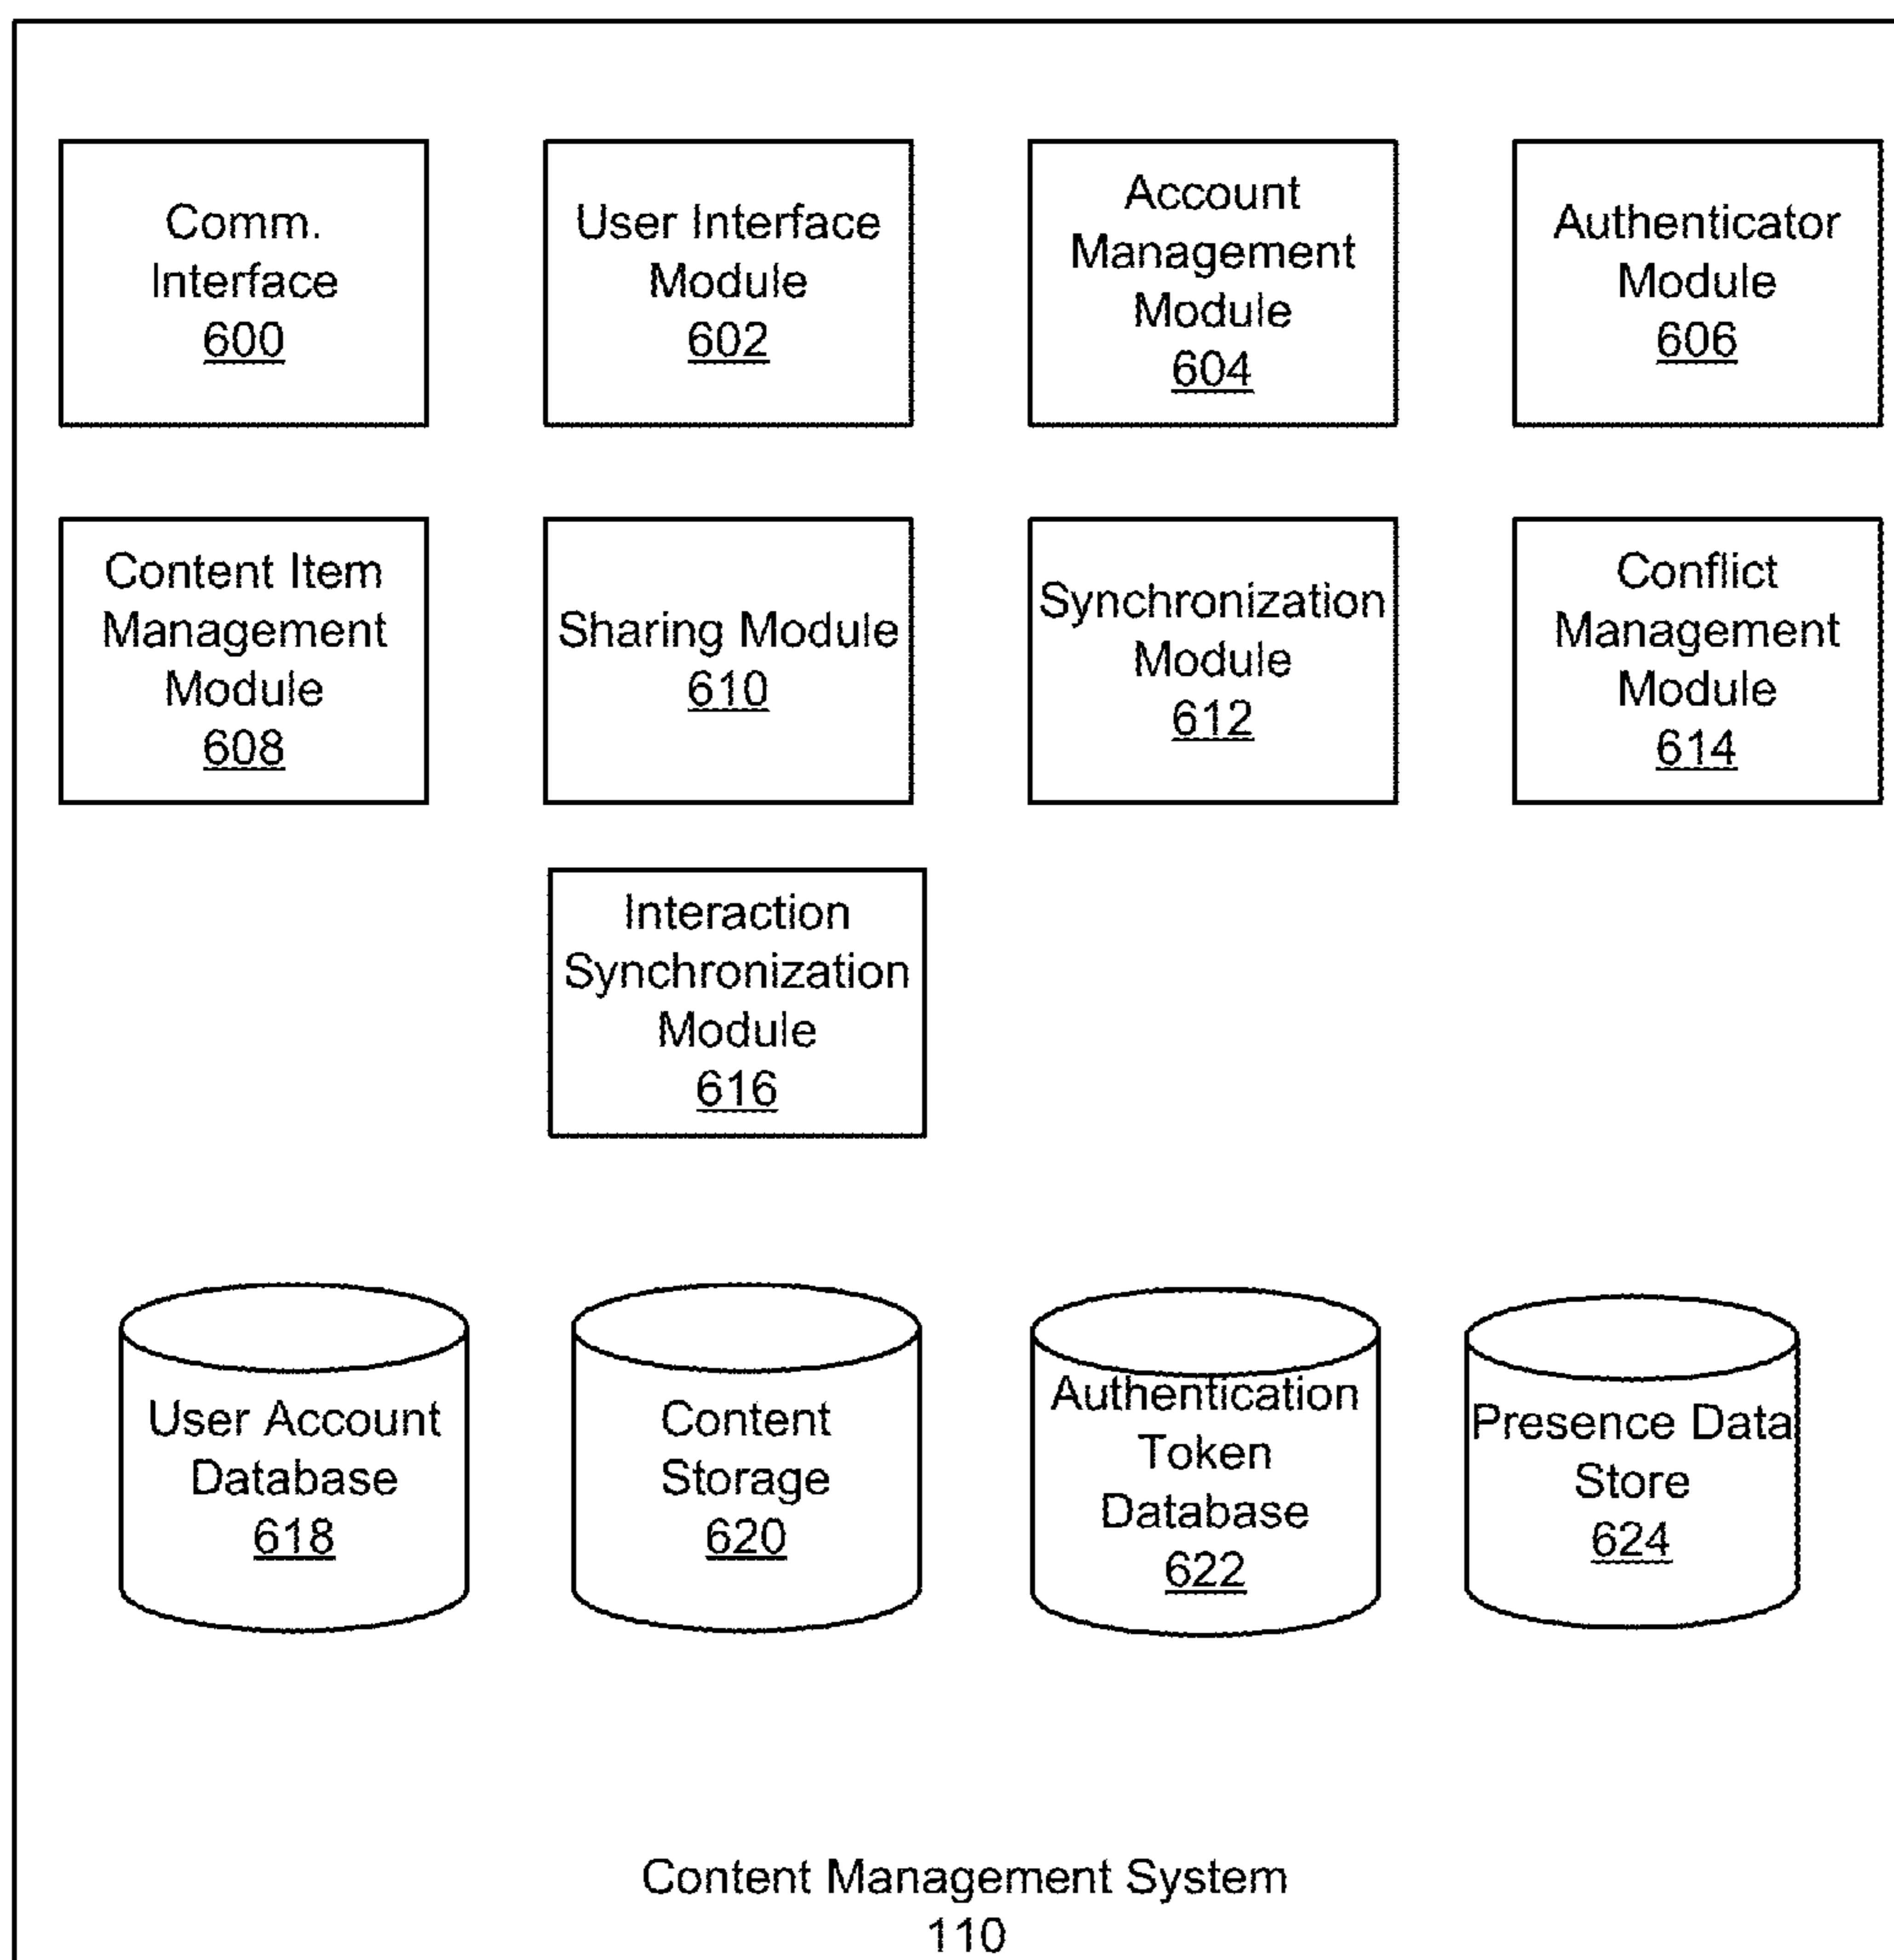 Comm.
Interface
600
User Interface
Module
602
Account
Management
Module
604
Authenticator
Module
606
Content Item
Management
Module
608
Sharing Module
610
Synchronization
Module
612
Conflict
Management
Module
614
Interaction
Synchronization
Module
616
User Account
Database
618
Content
Storage
620
Authentication
Token
Database
622
Presence Data
Store
624
Content Management System
110